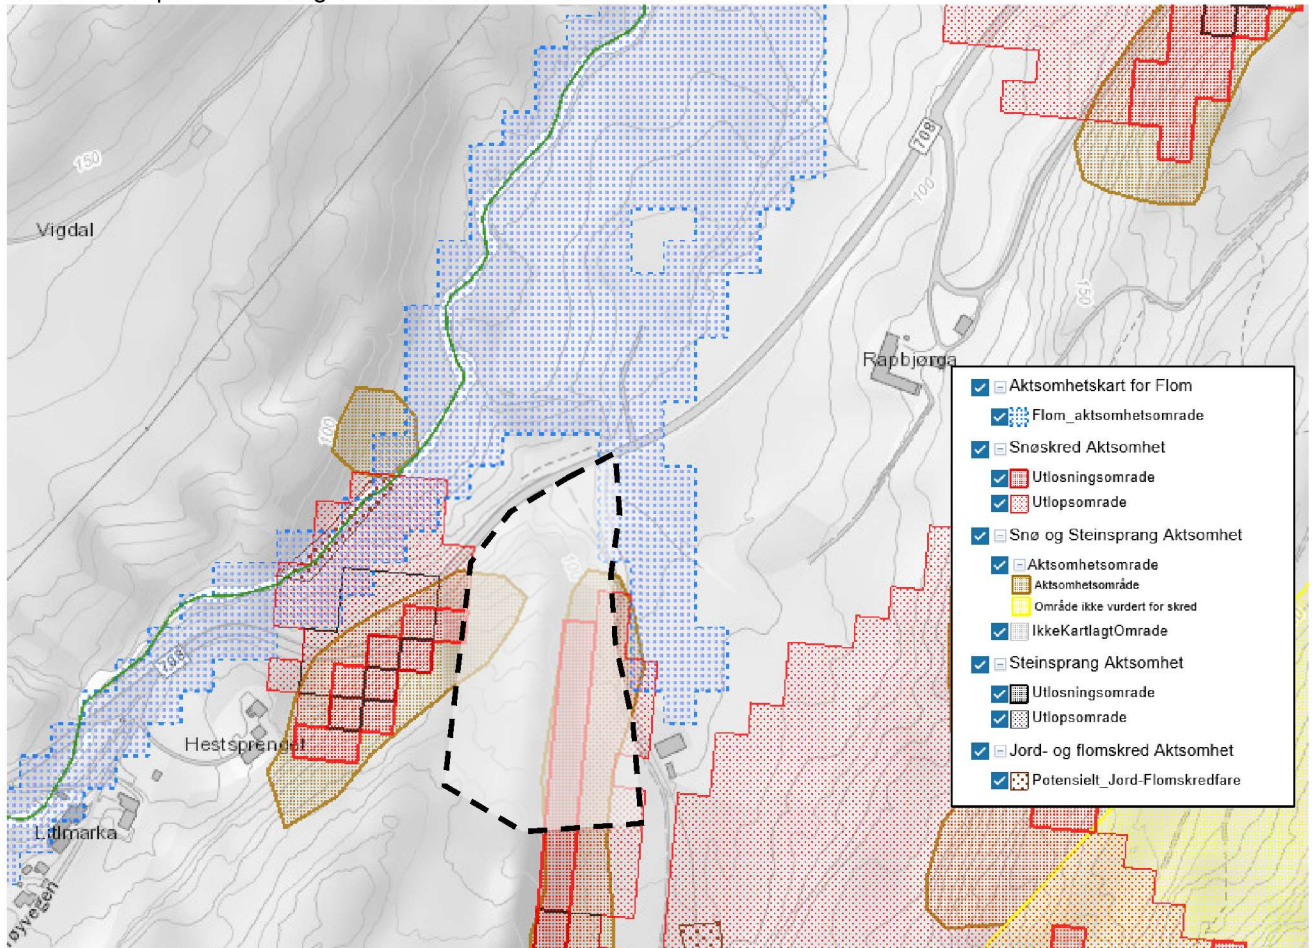 708
100
150
Vigdal
150
Rapbjørga
100
100
708
Hestsprenget
Litlmarka
øyvegen
Aktsomhetskart for Flom
Flom_aktsomhetsomrade
Snøskred Aktsomhet
Utlosningsomrade
Utlopsomrade
Snø og Steinsprang Aktsomhet
Aktsomhetsomrade
Aktsomhetsområde
Område ikke vurdert for skred
IkkeKartlagtOmrade
Steinsprang Aktsomhet
Utlosningsomrade
Utlopsomrade
Jord- og flomskred Aktsomhet
Potensielt_Jord-Flomskredfare